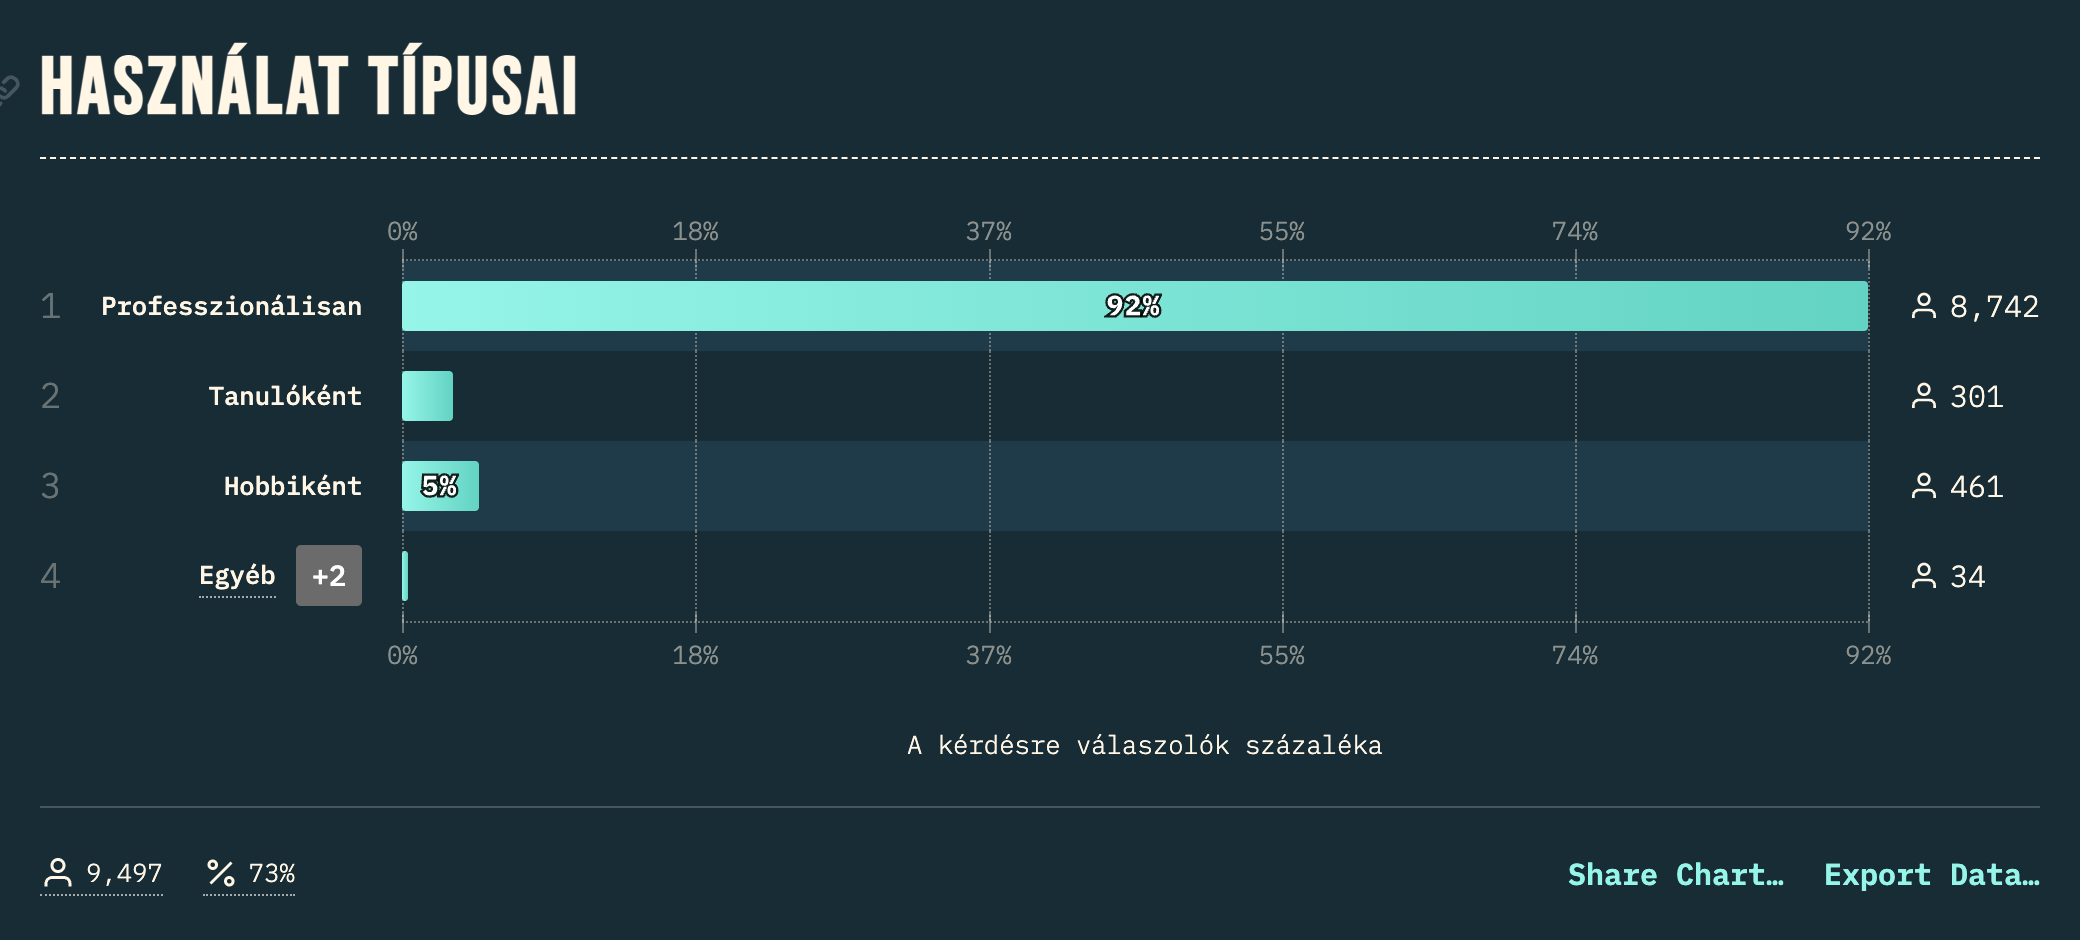 HASZNÁLAT TÍPUSAI
0% 18% 37% 55% 74% 92%
1 Professzionálisan 92% 8,742
2 Tanulóként 301
3 Hobbiként 5% 461
4 Egyéb +2 34
0% 18% 37% 55% 74% 92%
A kérdésre válaszolók százaléka
9,497 73% Share Chart… Export Data…